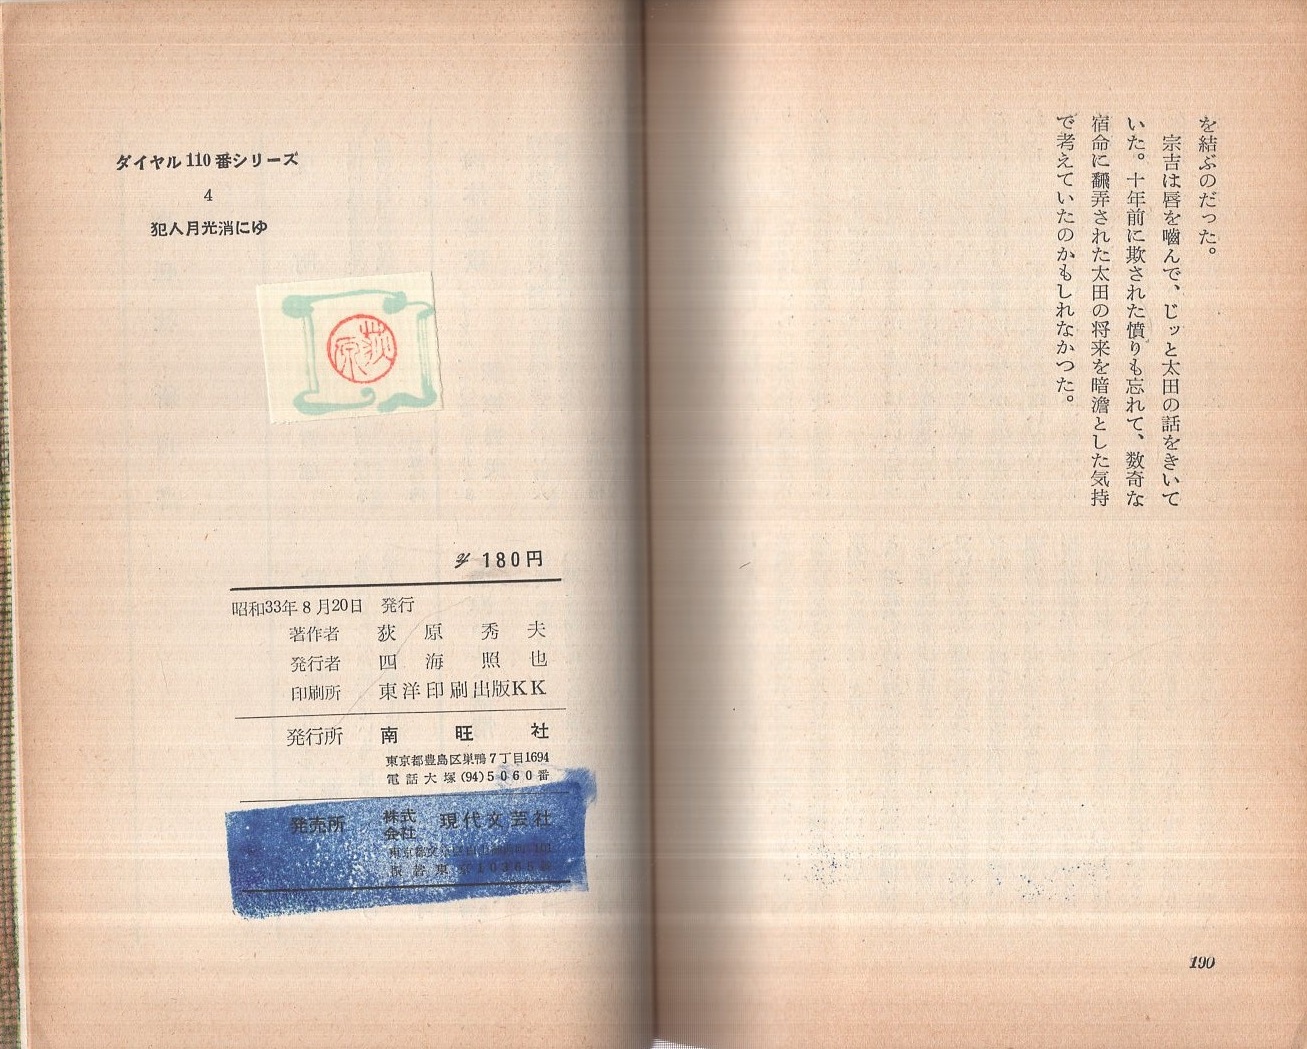 を結ぶのだった。
宗吉は唇を嚙んで、じッと太田の話をきいて
いた。十年前に欺された憤りも忘れて、数奇な
宿命に飜弄された太田の将来を暗澹とした気持
で考えていたのかもしれなかつた。
190
ダイヤル110番シリーズ
4
犯人月光消にゆ
荻原
¥180円
昭和33年8月20日 発行
著作者 荻原秀夫
発行者 四海照也
印刷所 東洋印刷出版KK
発行所 南旺社
東京都豊島区巣鴨7丁目1694
電話大塚(94)5060番
発売所 株式会社 現代文芸社